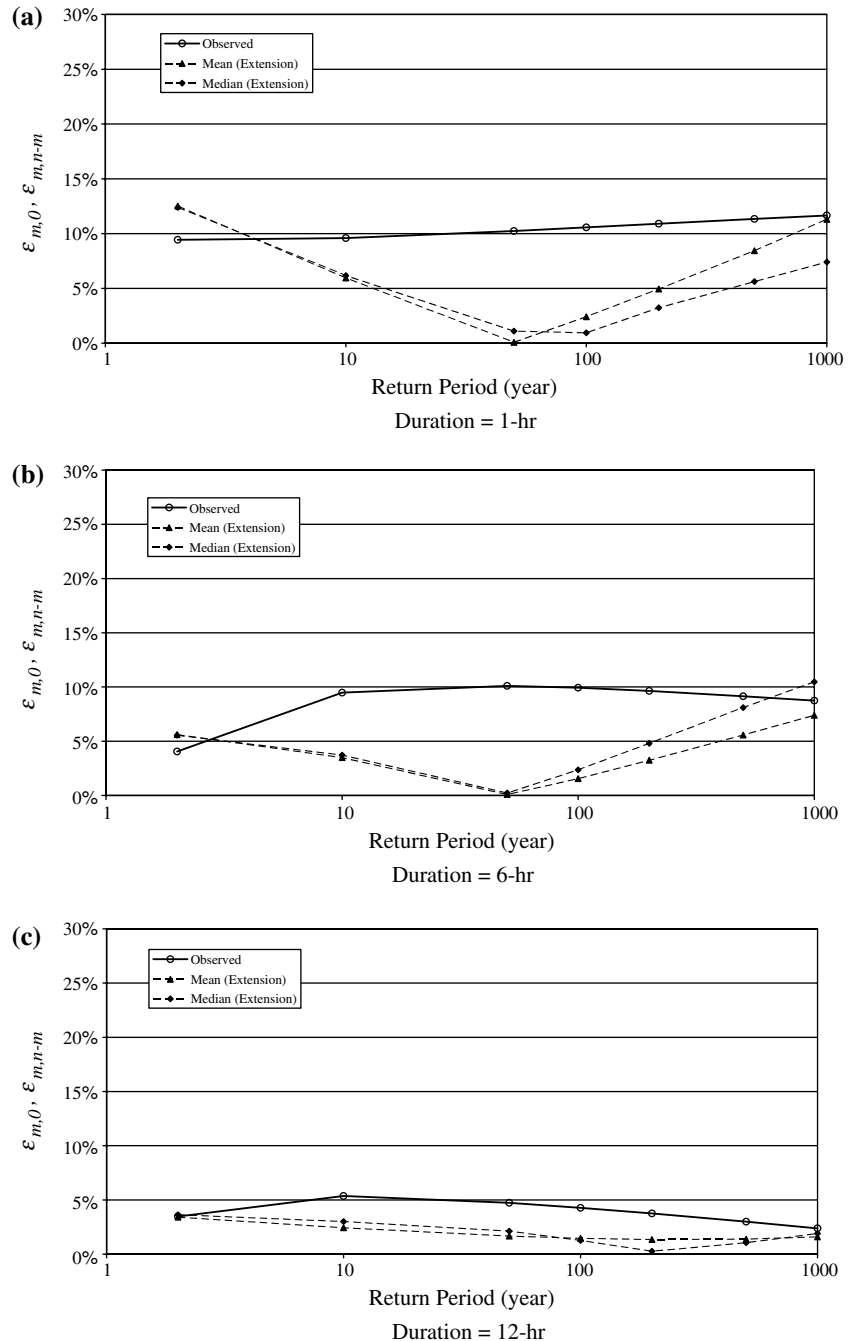 (a)
Observed
Mean (Extension)
Median (Extension)
30%
25%
20%
15%
10%
5%
0%
ε m,0 , ε m,n-m
1 10 100 1000
Return Period (year)
Duration = 1-hr
(b)
Observed
Mean (Extension)
Median (Extension)
30%
25%
20%
15%
10%
5%
0%
ε m,0 , ε m,n-m
1 10 100 1000
Return Period (year)
Duration = 6-hr
(c)
Observed
Mean (Extension)
Median (Extension)
30%
25%
20%
15%
10%
5%
0%
ε m,0 , ε m,n-m
1 10 100 1000
Return Period (year)
Duration = 12-hr